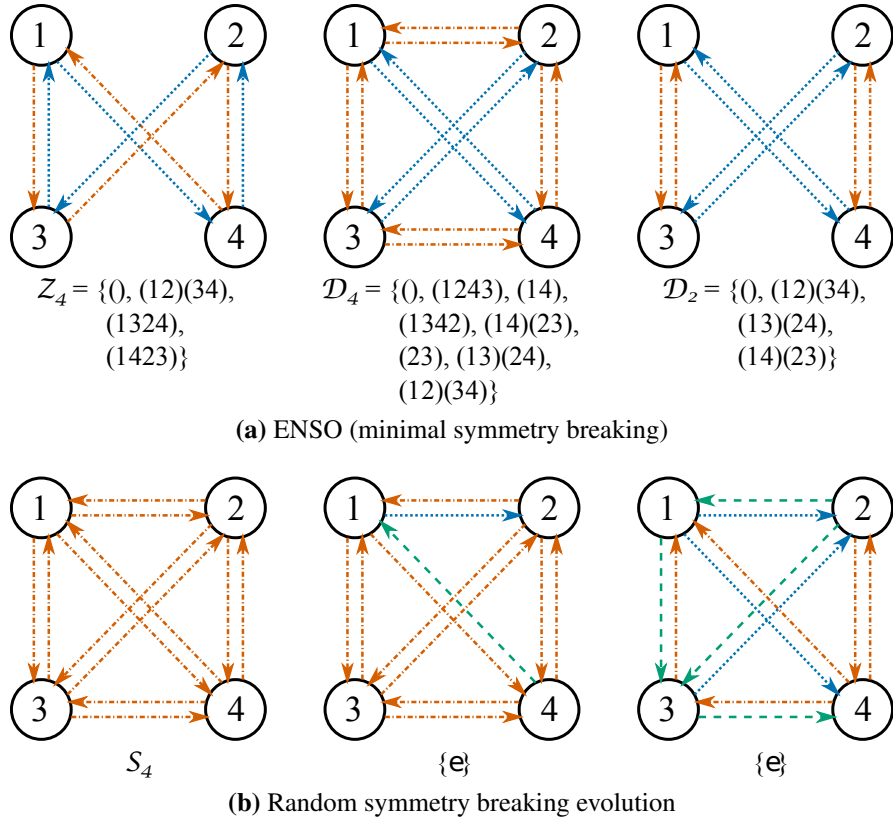 1 2 1 2 1 2
3 4 3 4 3 4
Z₄ = {(), (12)(34), D₄ = {(), (1243), (14), D₂ = {(), (12)(34),
(1324), (1342), (14)(23), (13)(24),
(1423)} (23), (13)(24), (14)(23)}
(12)(34)}
(a) ENSO (minimal symmetry breaking)
1 2 1 2 1 2
3 4 3 4 3 4
S₄ {e} {e}
(b) Random symmetry breaking evolution